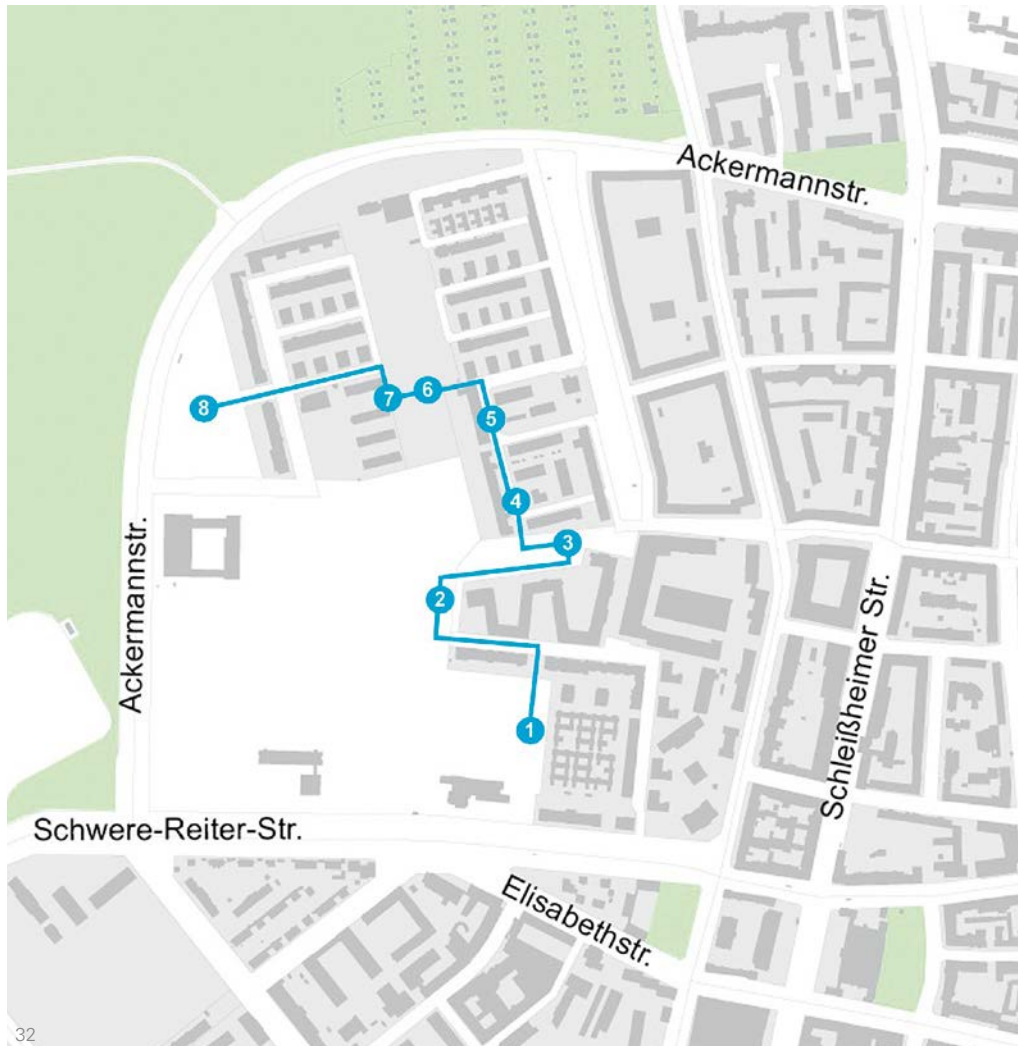 Ackermannstr.
8
7
6
5
4
3
2
1
Ackermannstr.
Schleißheimer Str.
Schwere-Reiter-Str.
Elisabethstr.
32